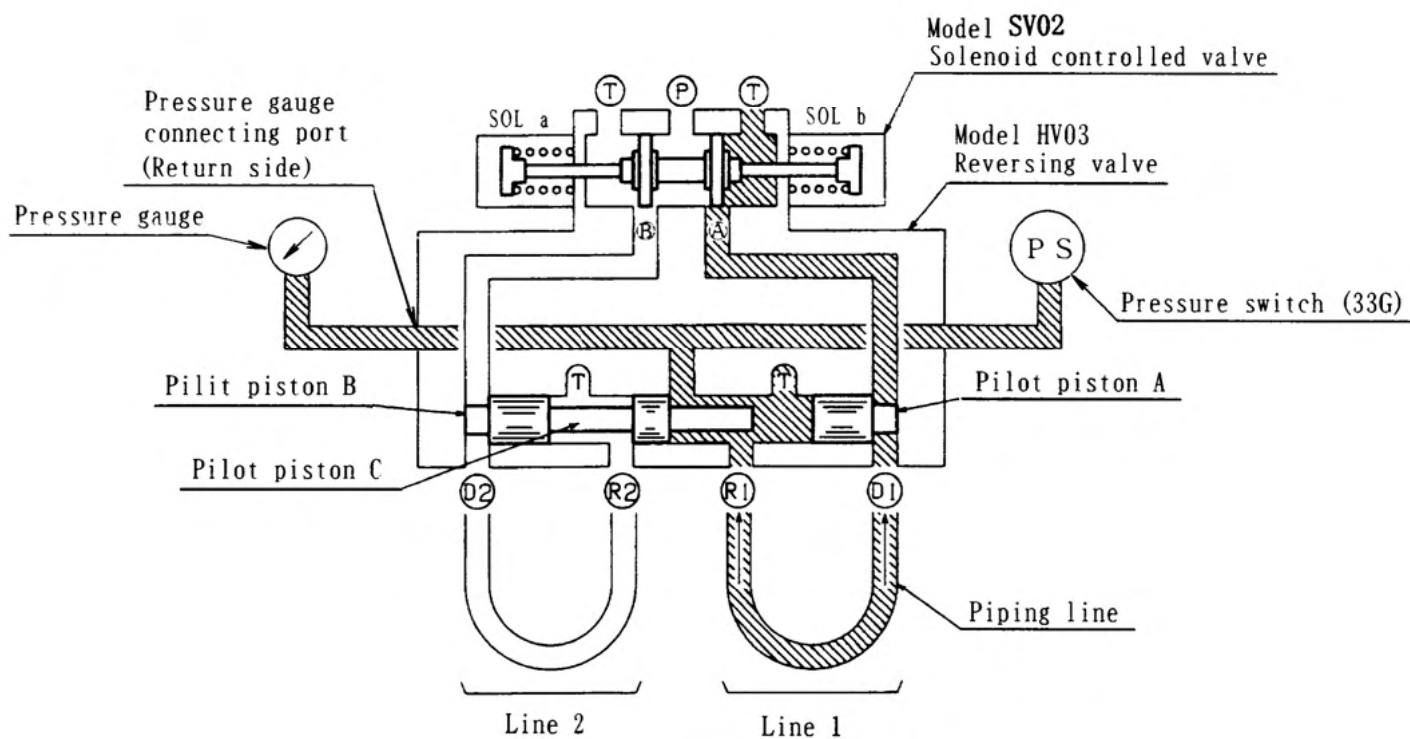 Model SV02
Solenoid controlled valve
Pressure gauge
connecting port
(Return side)
T
P
T
SOL a
SOL b
Model HV03
Reversing valve
Pressure gauge
B
A
PS
Pressure switch (33G)
T
T
Pilit piston B
Pilot piston A
Pilot piston C
D2
R2
R1
D1
Piping line
Line 2
Line 1